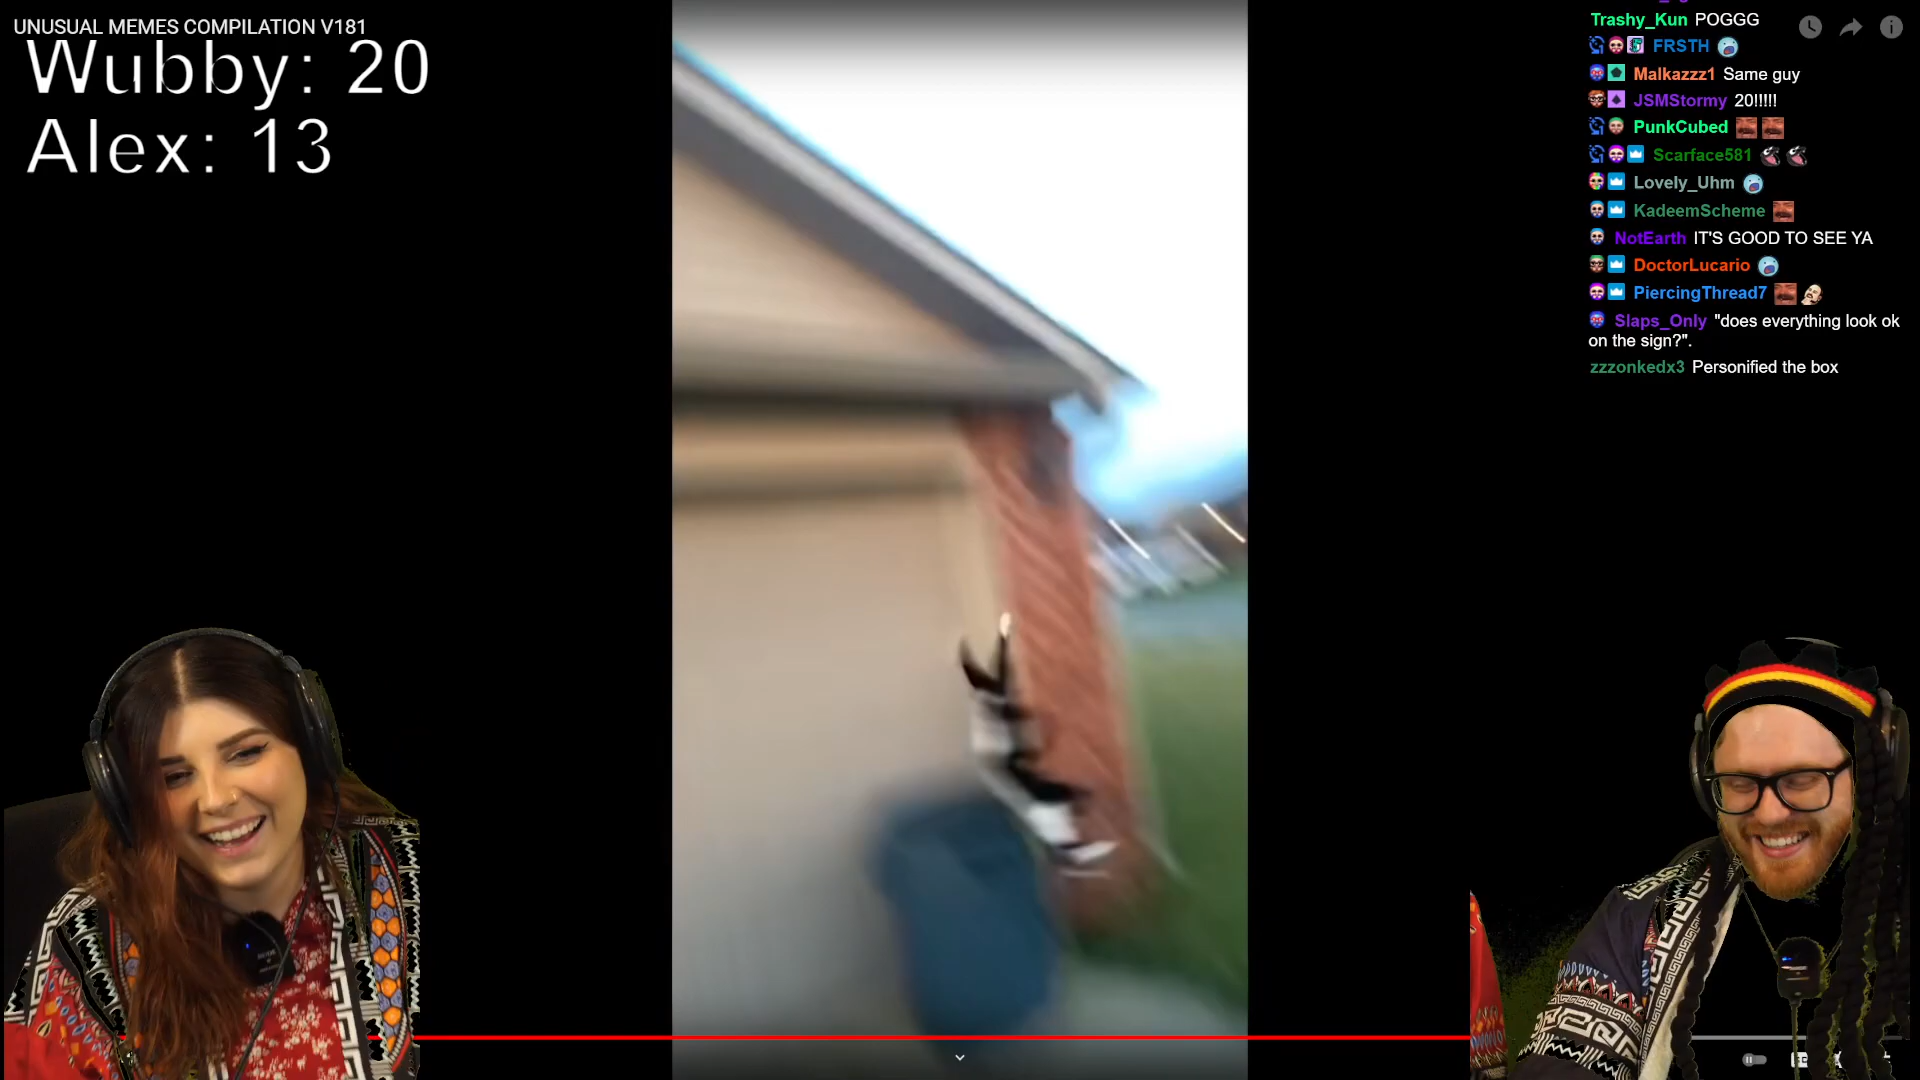 UNUSUAL MEMES COMPILATION V181
Wubby: 20
Alex: 13
Trashy_Kun POGGG
FRSTH
Malkazzz1 Same guy
JSMStormy 20!!!!!
PunkCubed
Scarface581
Lovely_Uhm
KadeemScheme
NotEarth IT'S GOOD TO SEE YA
DoctorLucario
PiercingThread7
Slaps_Only "does everything look ok
on the sign?".
zzzonkedx3 Personified the box